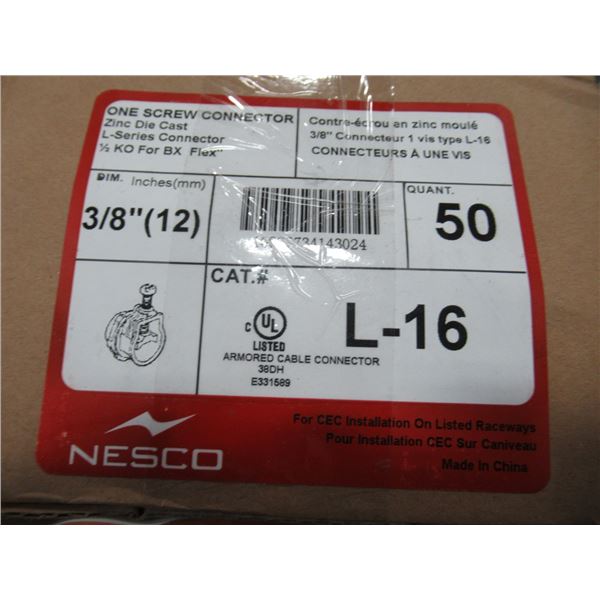 ONE SCREW CONNECTOR
Zinc Die Cast
L-Series Connector
½ KO For BX Flex"
Contre-écrou en zinc moulé
3/8" Connecteur 1 vis type L-16
CONNECTEURS À UNE VIS
DIM. Inches(mm)
3/8"(12)
734143024
QUANT.
50
CAT.#
L-16
C UL
LISTED
ARMORED CABLE CONNECTOR
38DH
E331589
NESCO
For CEC Installation On Listed Raceways
Pour Installation CEC Sur Caniveau
Made In China